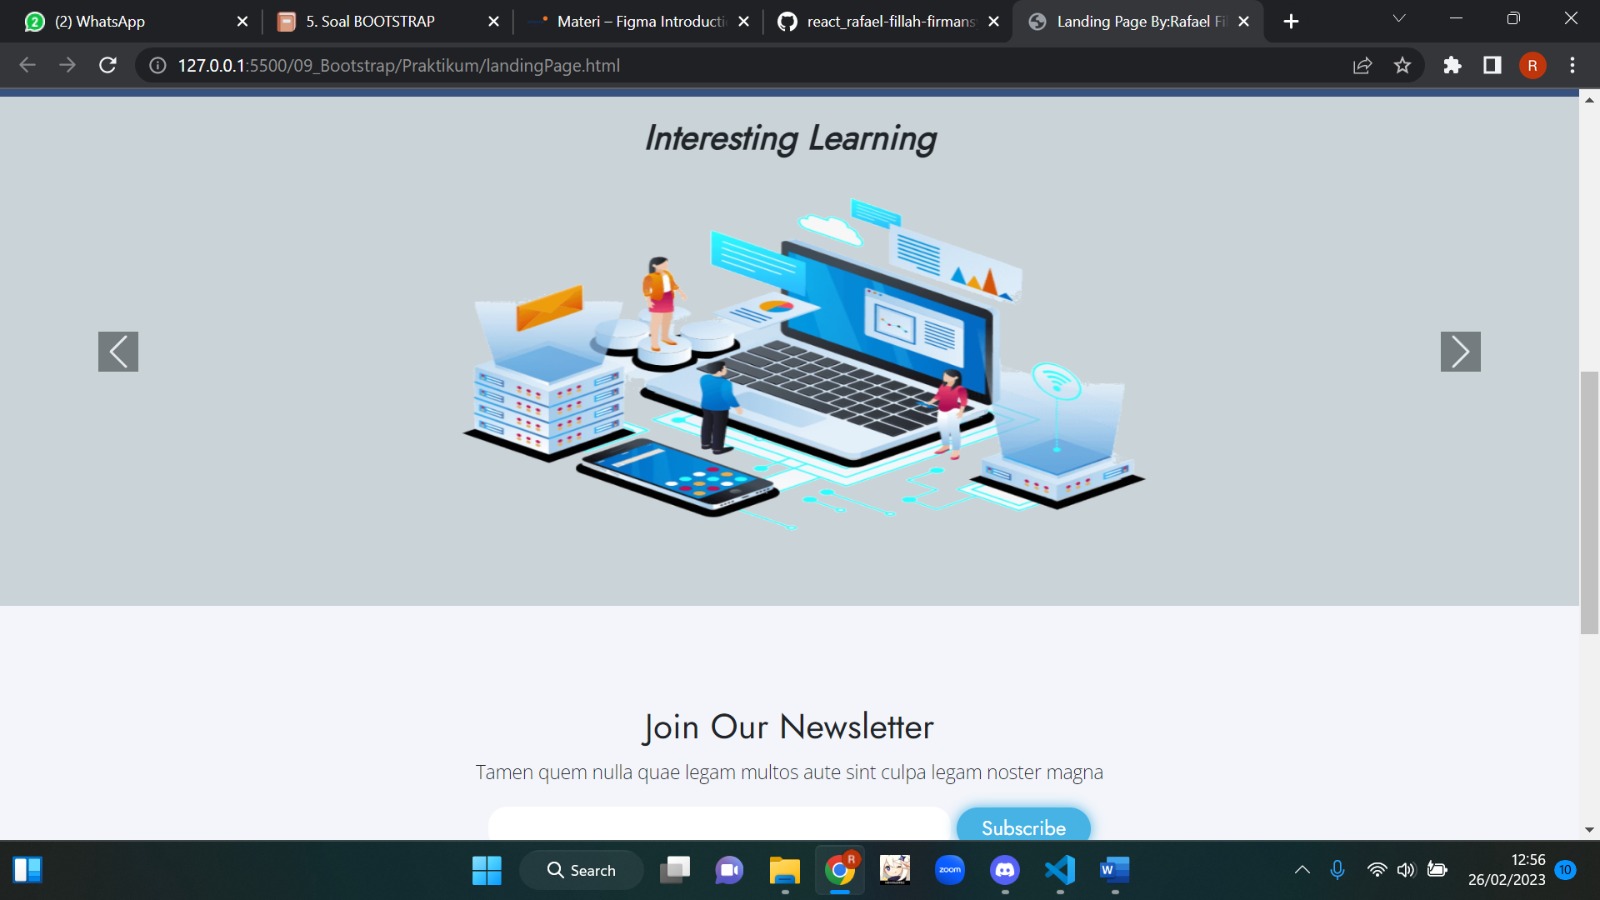 (2) WhatsApp
5. Soal BOOTSTRAP
Materi – Figma Introducti
react_rafael-fillah-firmans
Landing Page By:Rafael Fi
127.0.0.1:5500/09_Bootstrap/Praktikum/landingPage.html
R
Interesting Learning
Join Our Newsletter
Tamen quem nulla quae legam multos aute sint culpa legam noster magna
Subscribe
Search
R
zoom
W
12:56
26/02/2023
10